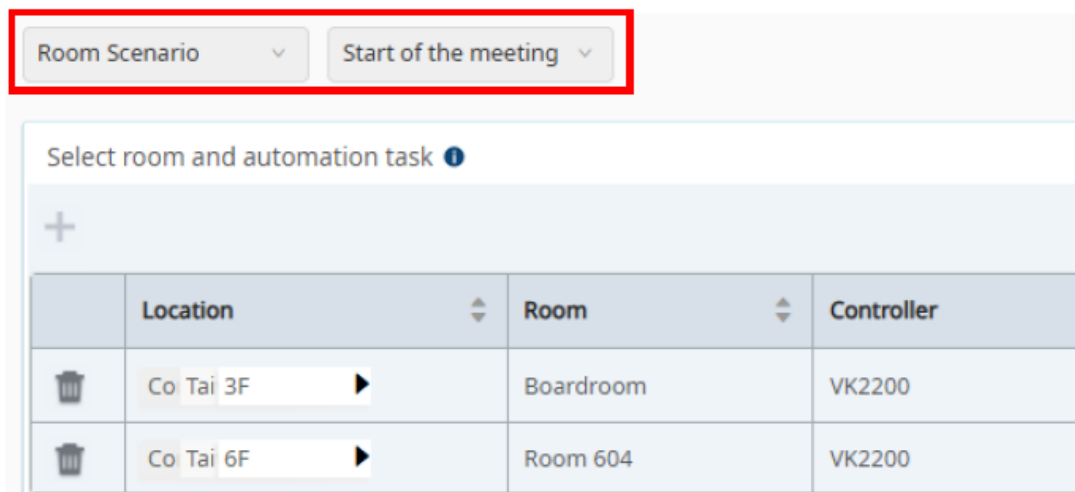 Room Scenario Start of the meeting
Select room and automation task
Location Room Controller
Co Tai 3F Boardroom VK2200
Co Tai 6F Room 604 VK2200